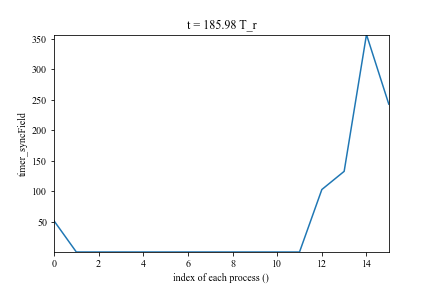 t = 185.98 T_r
350
300
250
200
150
100
50
timer_syncField
0 2 4 6 8 10 12 14
index of each process ()